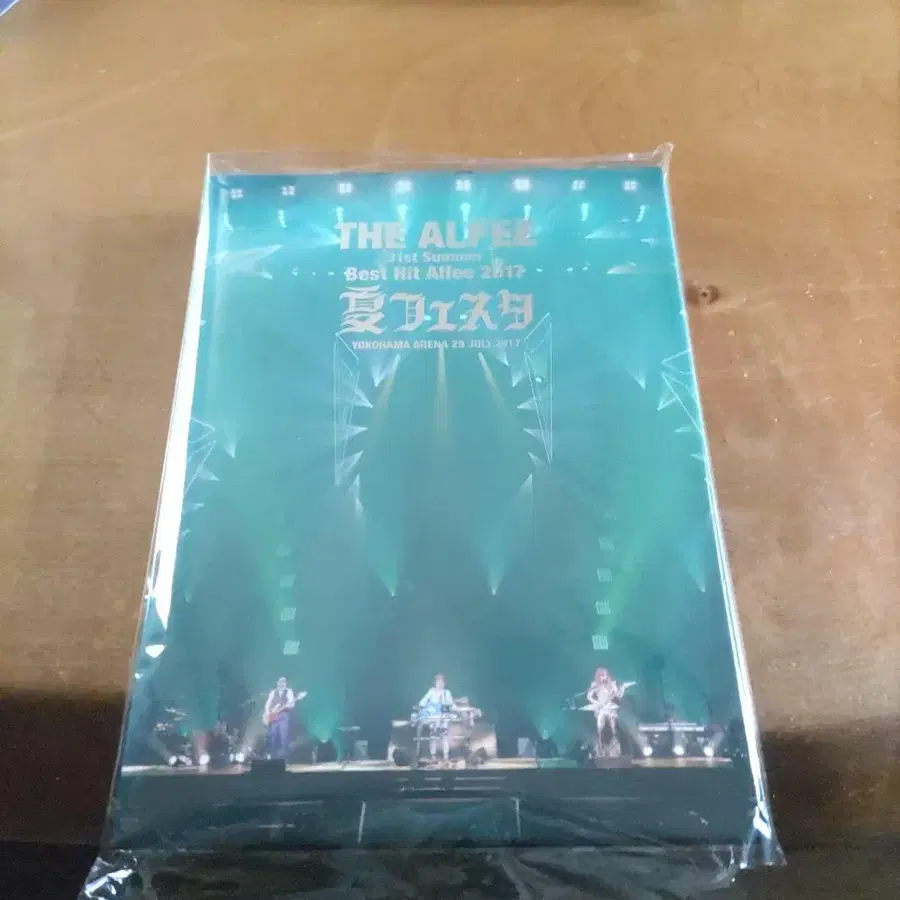 THE ALFEE
31st Summer
Best Hit Alfee 2017
夏フェスタ
YOKOHAMA ARENA 29 JULY.2017